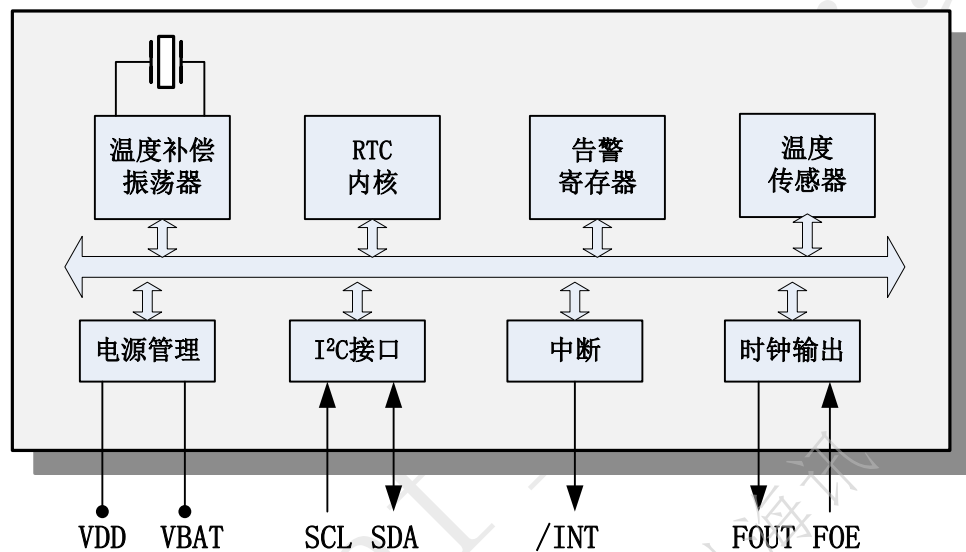 温度补偿
振荡器
RTC
内核
告警
寄存器
温度
传感器
电源管理
I²C接口
中断
时钟输出
VDD
VBAT
SCL
SDA
/INT
FOUT
FOE
海讯